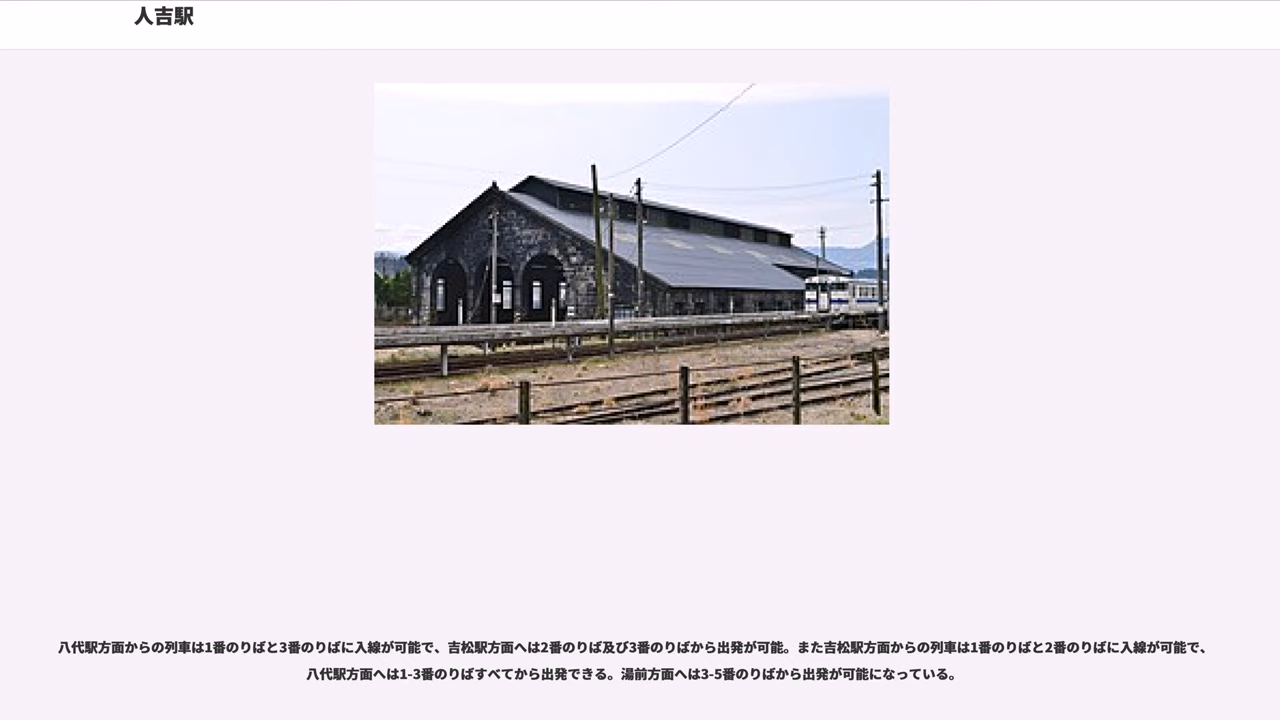 人吉駅
八代駅方面からの列車は1番のりばと3番のりばに入線が可能で、吉松駅方面へは2番のりば及び3番のりばから出発が可能。また吉松駅方面からの列車は1番のりばと2番のりばに入線が可能で、
八代駅方面へは1-3番のりばすべてから出発できる。湯前方面へは3-5番のりばから出発が可能になっている。